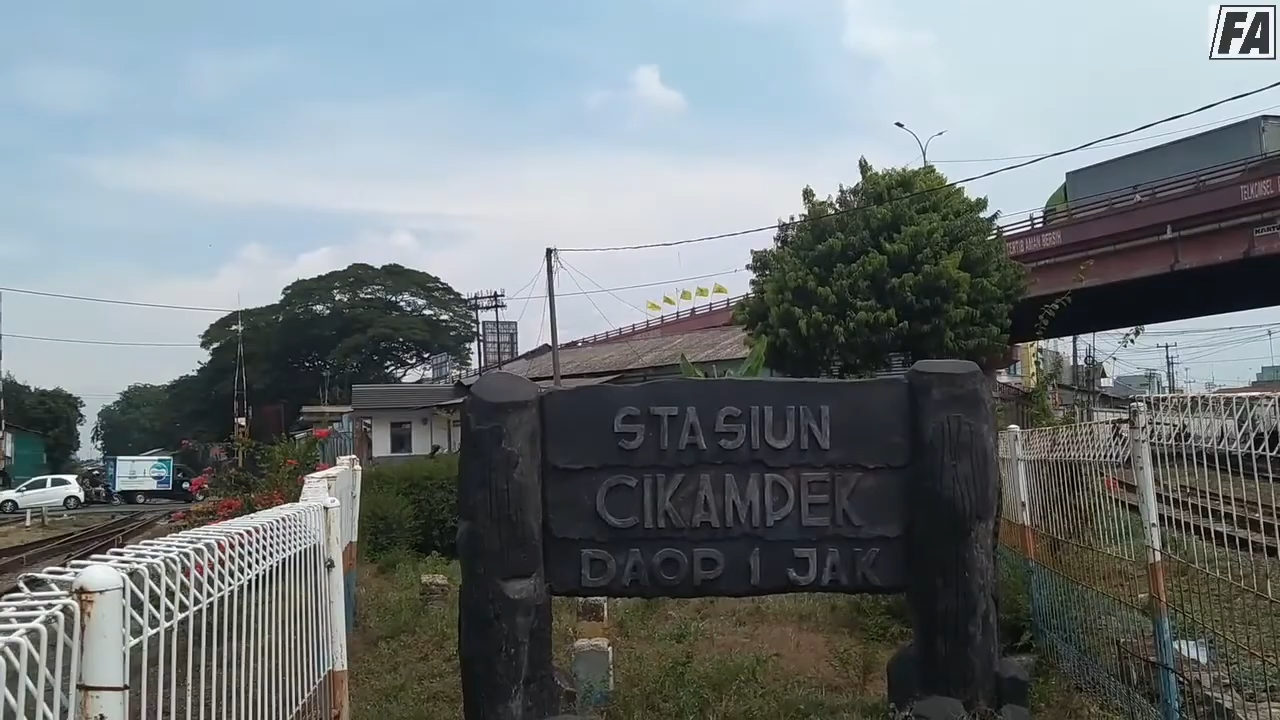 FA
TELKOMSEL
TERTIB AMAN BERSIH
STASIUN
CIKAMPEK
DAOP 1 JAK